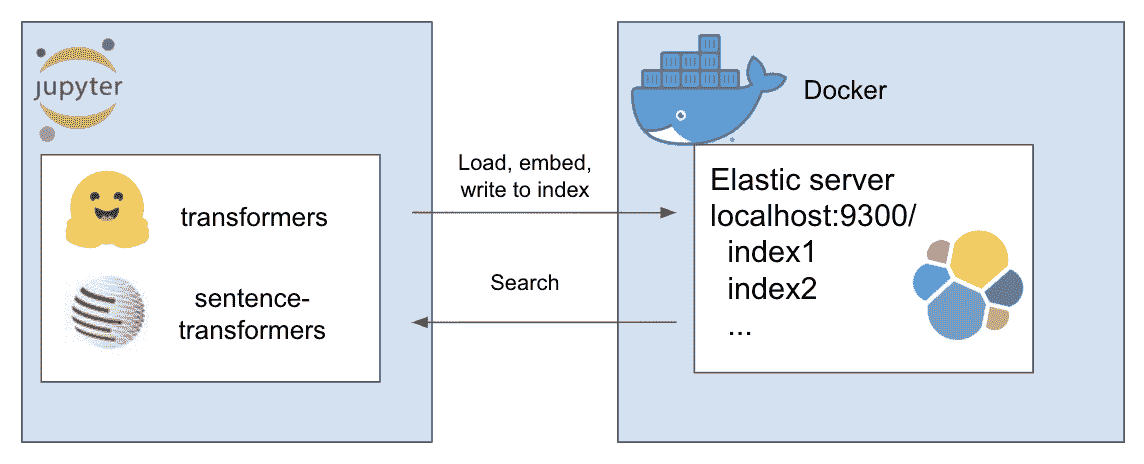 jupyter
transformers
sentence-
transformers
Load, embed,
write to index
Search
Docker
Elastic server
localhost:9300/
index1
index2
...